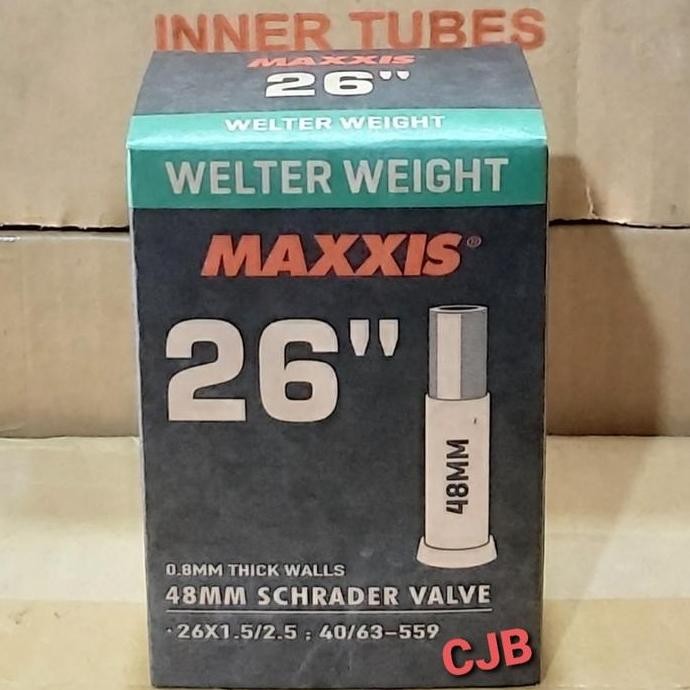 INNER TUBES
MAXXIS
26"
WELTER WEIGHT
WELTER WEIGHT
MAXXIS®
26"
48MM
0.8MM THICK WALLS
48MM SCHRADER VALVE
·26X1.5/2.5 : 40/63-559
CJB